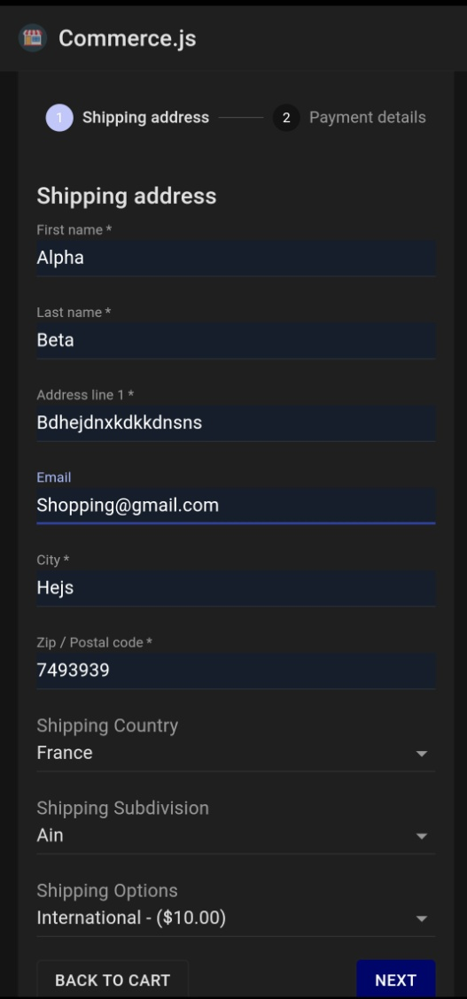 Commerce.js
1 Shipping address 2 Payment details
Shipping address
First name *
Alpha
Last name *
Beta
Address line 1 *
Bdhejdnxkdkkdnsns
Email
Shopping@gmail.com
City *
Hejs
Zip / Postal code *
7493939
Shipping Country
France
Shipping Subdivision
Ain
Shipping Options
International - ($10.00)
BACK TO CART NEXT